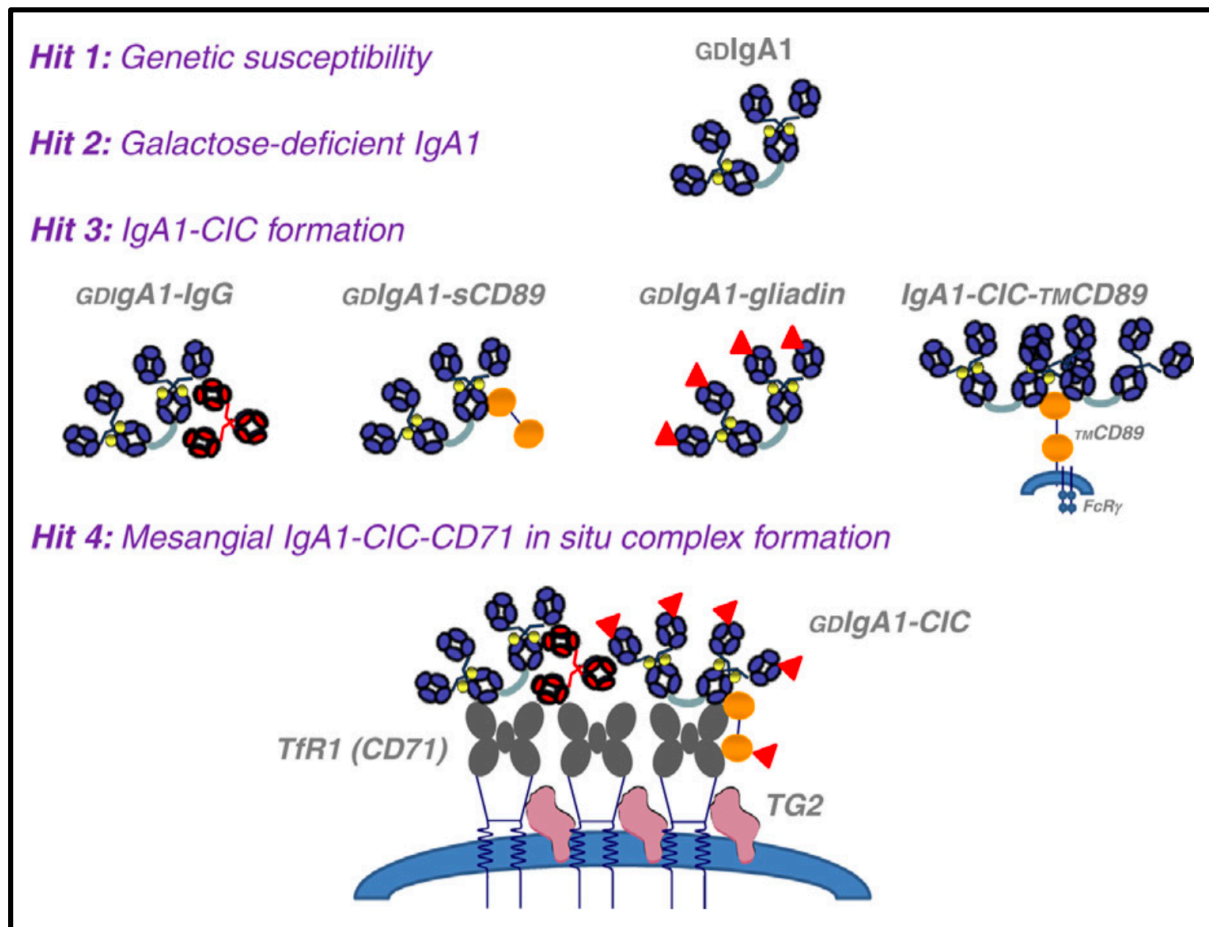 Hit 1: Genetic susceptibility
GDIgA1
Hit 2: Galactose-deficient IgA1
Hit 3: IgA1-CIC formation
GDIgA1-IgG
GDIgA1-sCD89
GDIgA1-gliadin
IgA1-CIC-TMCD89
TMCD89
FcRγ
Hit 4: Mesangial IgA1-CIC-CD71 in situ complex formation
GDIgA1-CIC
TfR1 (CD71)
TG2